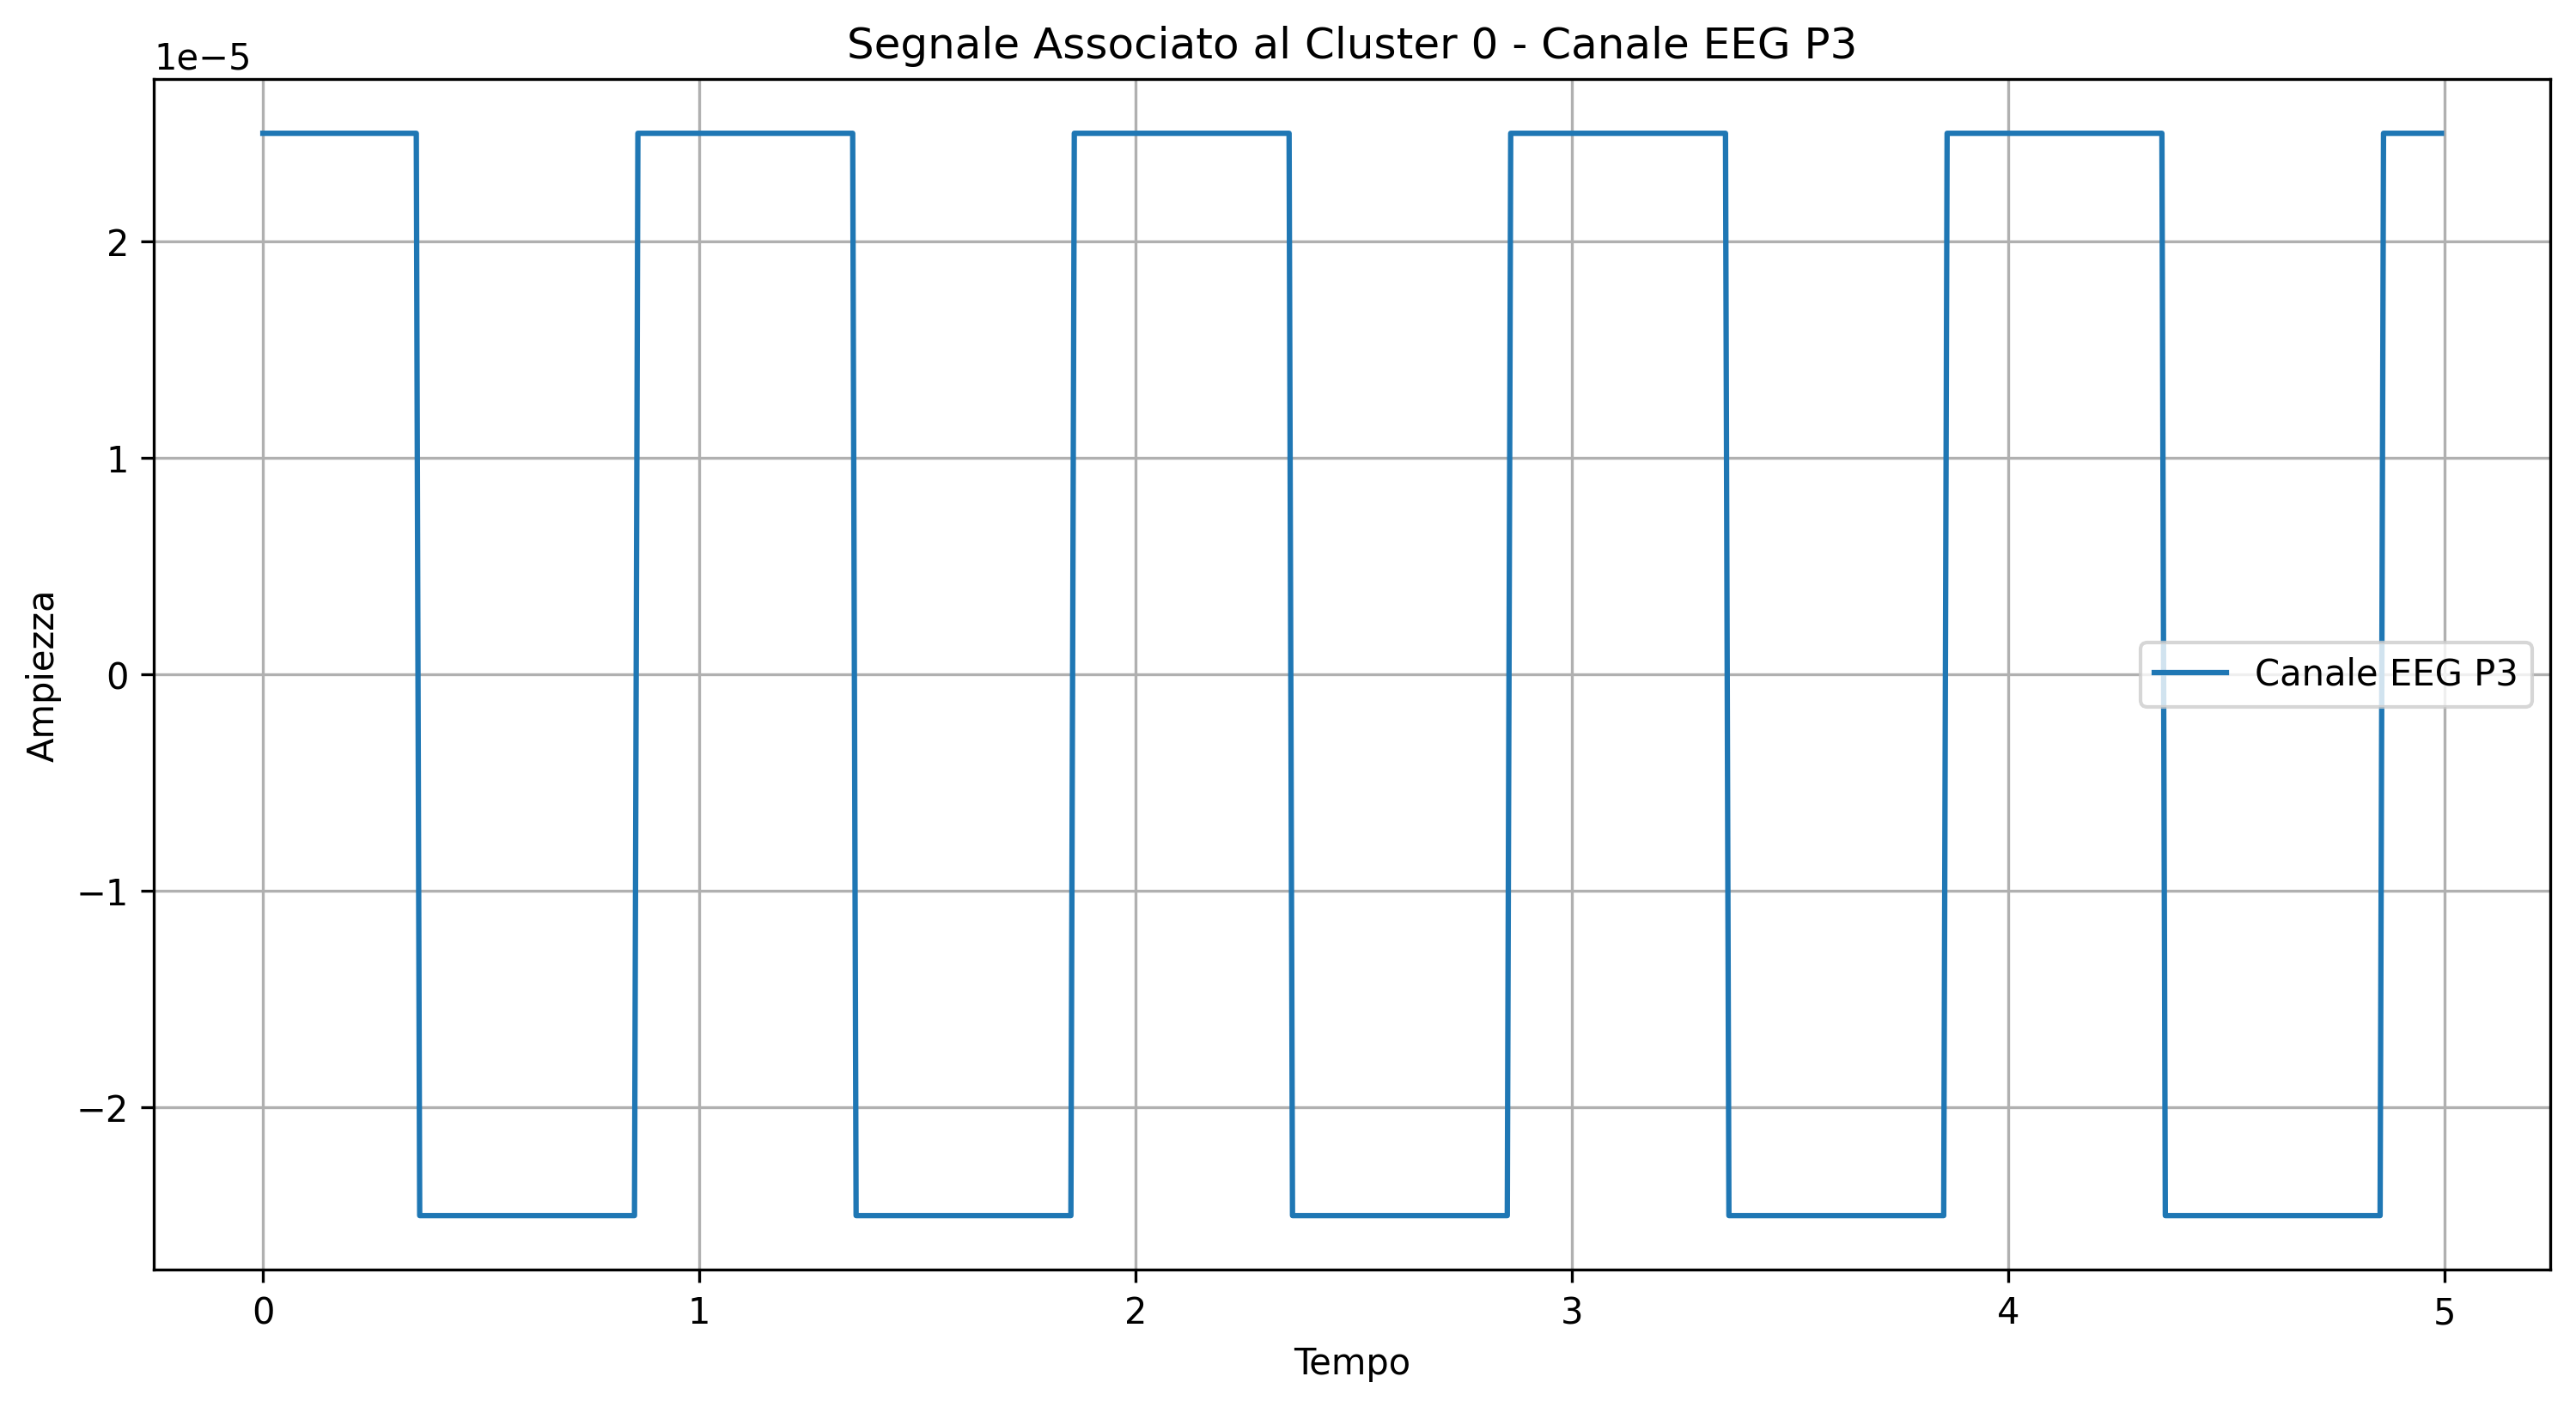 Segnale Associato al Cluster 0 - Canale EEG P3
1e−5
2
1
0
−1
−2
Ampiezza
Canale EEG P3
0 1 2 3 4 5
Tempo